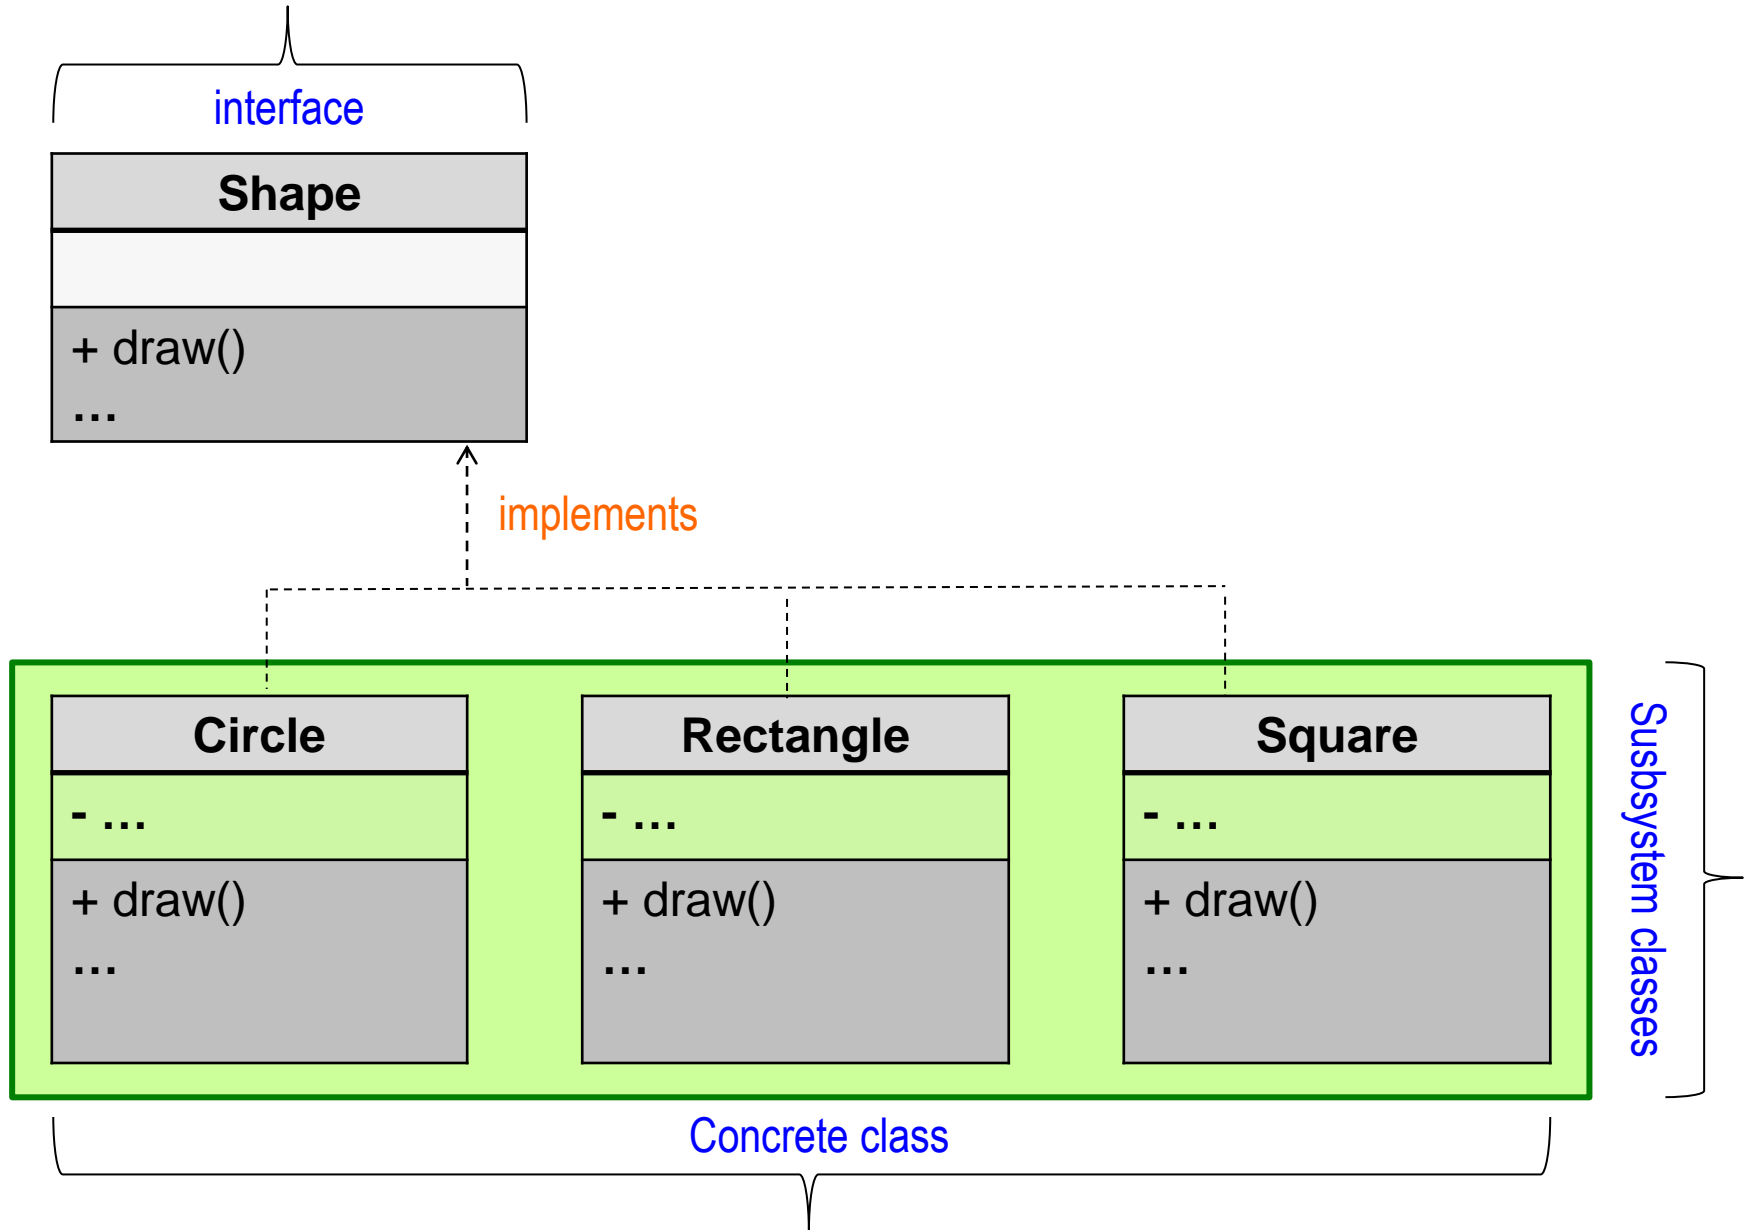 interface
Shape
+ draw()
...
implements
Circle
- ...
+ draw()
...
Rectangle
- ...
+ draw()
...
Square
- ...
+ draw()
...
Susbsystem classes
Concrete class